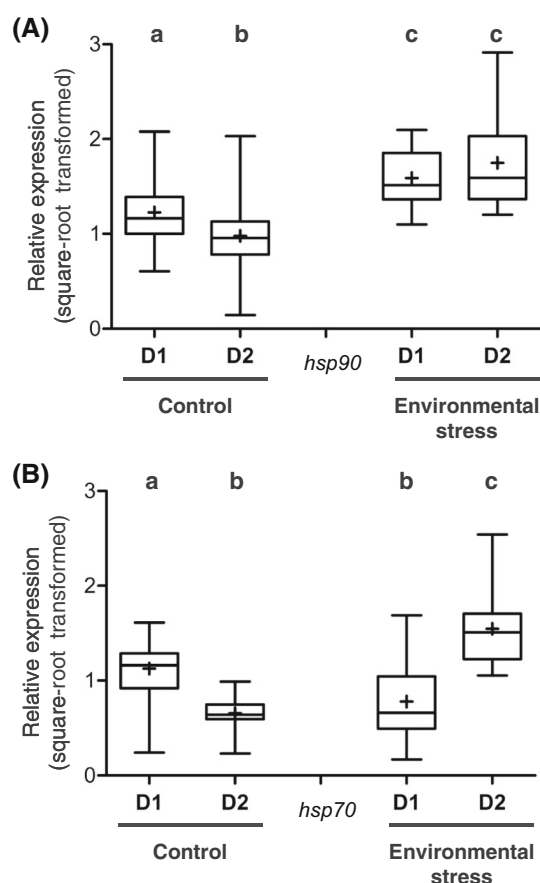 (A)
Relative expression
(square-root transformed)
3
2
1
0
a b c c
D1 D2 hsp90 D1 D2
Control Environmental
stress
(B)
Relative expression
(square-root transformed)
3
2
1
0
a b b c
D1 D2 hsp70 D1 D2
Control Environmental
stress